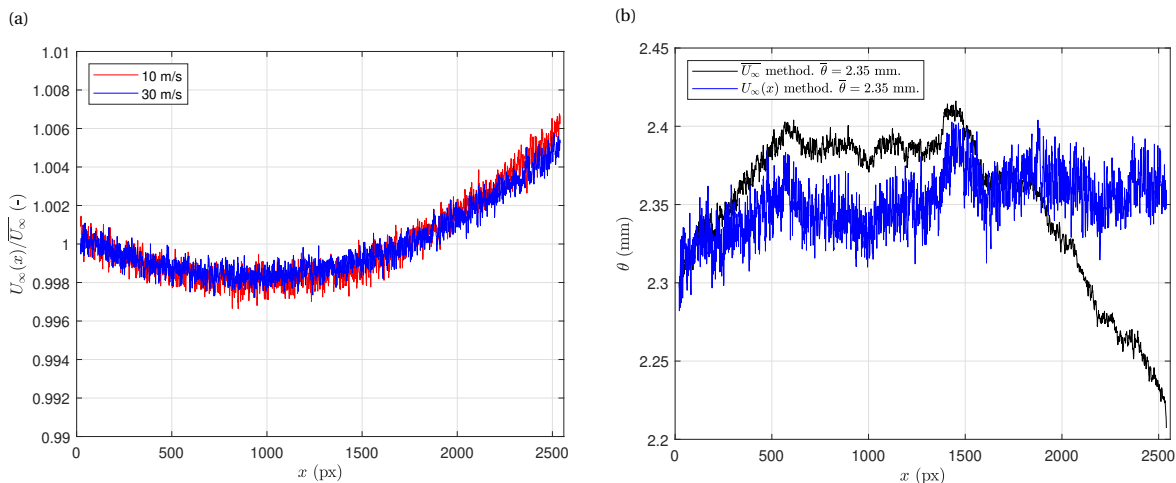 (a)
1.01
1.008
1.006
1.004
1.002
1
0.998
0.996
0.994
0.992
0.99
0
500
1000
1500
2000
2500
x (px)
U∞(x)/U̅∞̅ (-)
10 m/s
30 m/s
(b)
2.45
2.4
2.35
2.3
2.25
2.2
0
500
1000
1500
2000
2500
x (px)
θ (mm)
U̅∞̅ method. θ̅ = 2.35 mm.
U∞(x) method. θ̅ = 2.35 mm.